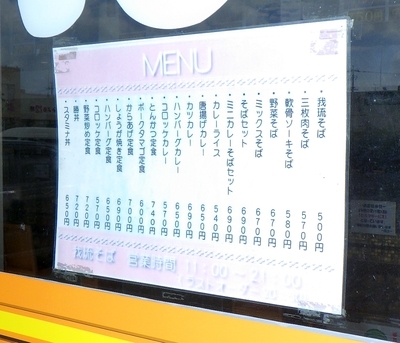 MENU
・我琉そば 500円
・三枚肉そば 570円
・軟骨ソーキそば 580円
・野菜そば 670円
・ミックスそば 670円
・そばセット 690円
・ミニカレーそばセット 690円
・カレーライス 540円
・唐揚げカレー 650円
・カツカレー 690円
・ハンバーグカレー 650円
・コロッケカレー 570円
・とんかつ定食 740円
・ポークタマゴ定食 600円
・からあげ定食 700円
・しょうが焼き定食 690円
・ハンバーグ定食 650円
・コロッケ定食 570円
・野菜炒め定食 720円
・勝丼 720円
・スタミナ丼 650円
我琉そば 営業時間 11:00～21:00